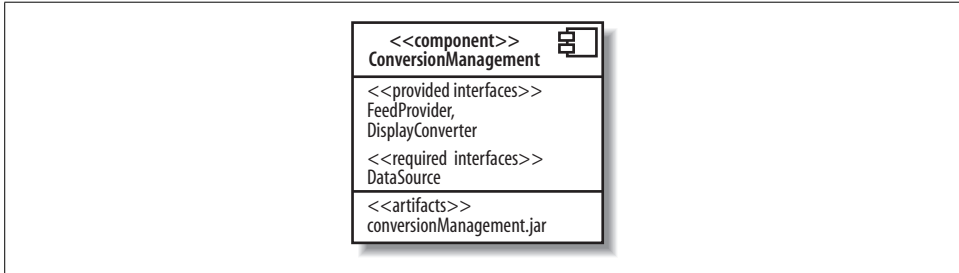 <<component>>
ConversionManagement
<<provided interfaces>>
FeedProvider,
DisplayConverter
<<required interfaces>>
DataSource
<<artifacts>>
conversionManagement.jar